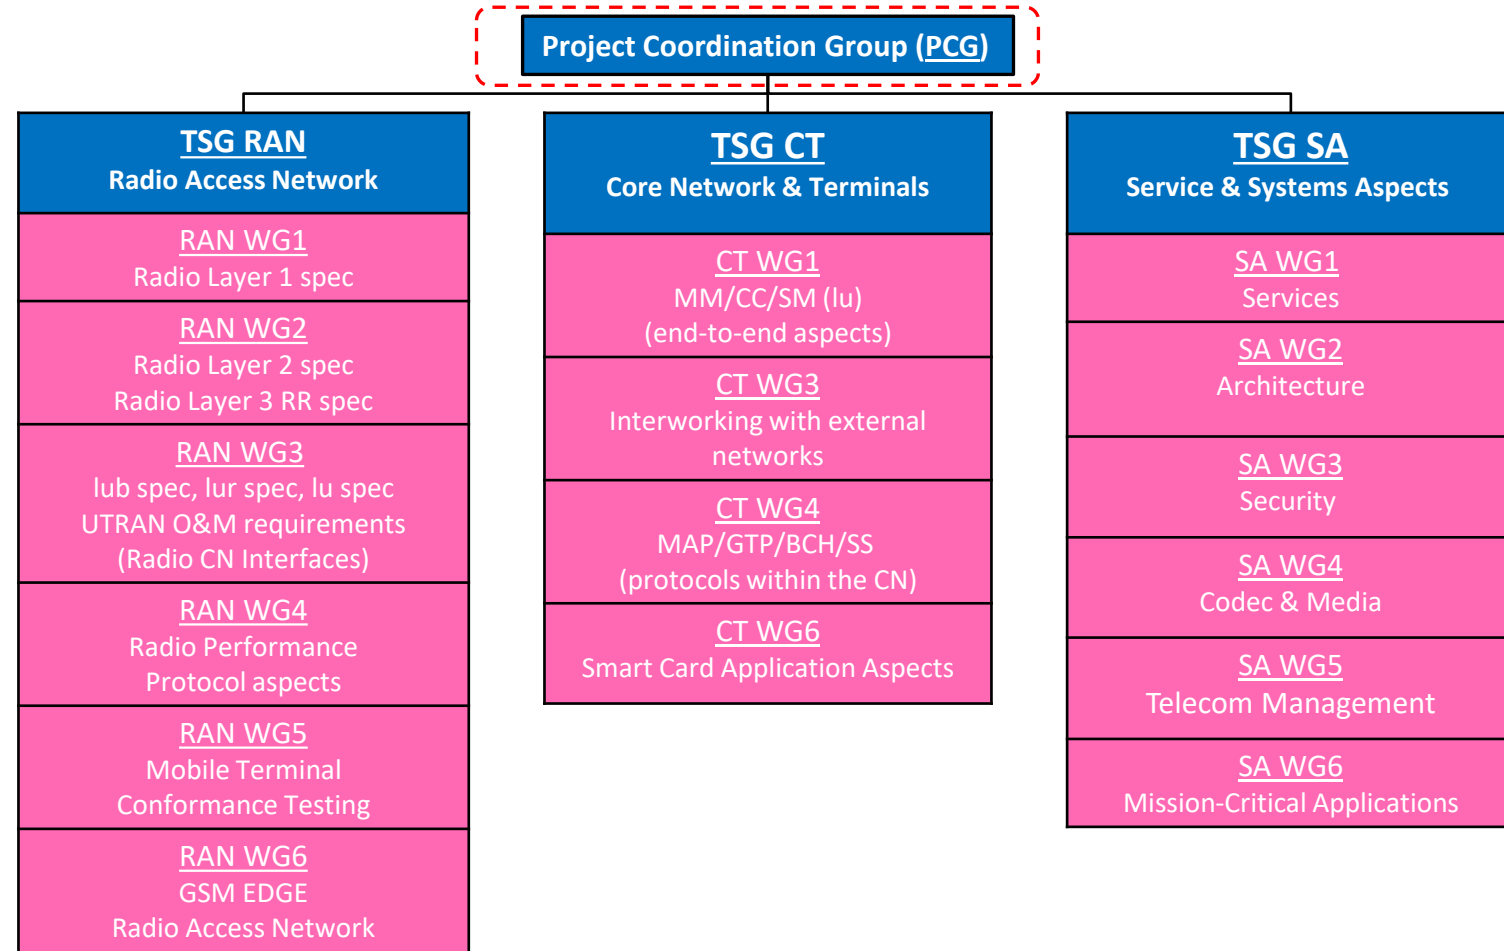 Project Coordination Group (PCG)
TSG RAN
Radio Access Network
RAN WG1
Radio Layer 1 spec
RAN WG2
Radio Layer 2 spec
Radio Layer 3 RR spec
RAN WG3
lub spec, lur spec, lu spec
UTRAN O&M requirements
(Radio CN Interfaces)
RAN WG4
Radio Performance
Protocol aspects
RAN WG5
Mobile Terminal
Conformance Testing
RAN WG6
GSM EDGE
Radio Access Network
TSG CT
Core Network & Terminals
CT WG1
MM/CC/SM (lu)
(end-to-end aspects)
CT WG3
Interworking with external
networks
CT WG4
MAP/GTP/BCH/SS
(protocols within the CN)
CT WG6
Smart Card Application Aspects
TSG SA
Service & Systems Aspects
SA WG1
Services
SA WG2
Architecture
SA WG3
Security
SA WG4
Codec & Media
SA WG5
Telecom Management
SA WG6
Mission-Critical Applications